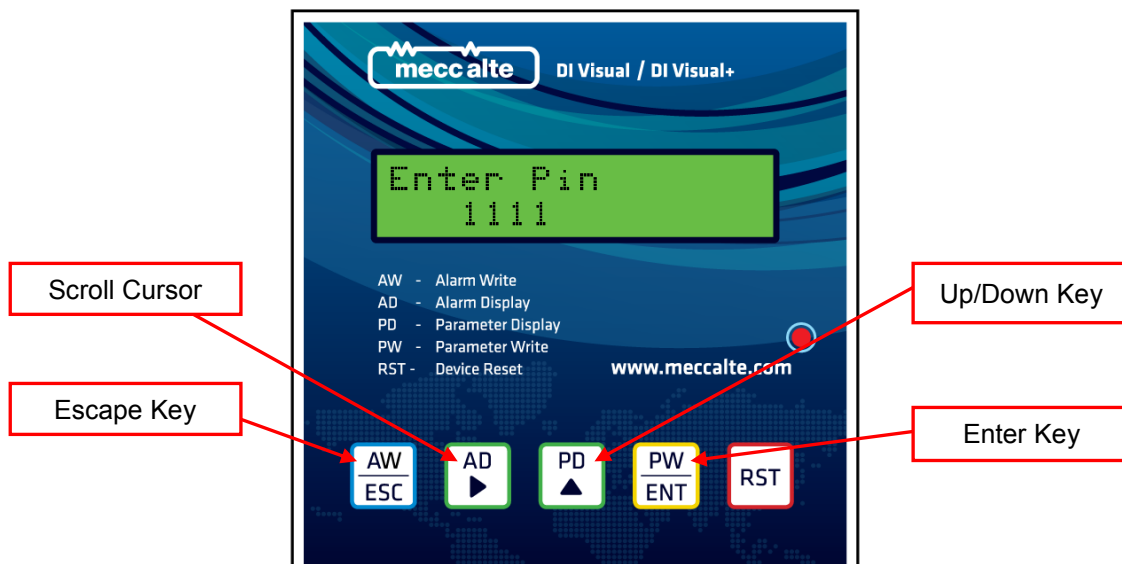 mecc alte
DI Visual / DI Visual+
Enter Pin
1111
AW - Alarm Write
AD - Alarm Display
PD - Parameter Display
PW - Parameter Write
RST - Device Reset
www.meccalte.com
Scroll Cursor
Up/Down Key
Escape Key
Enter Key
AW
ESC
AD
PD
PW
ENT
RST